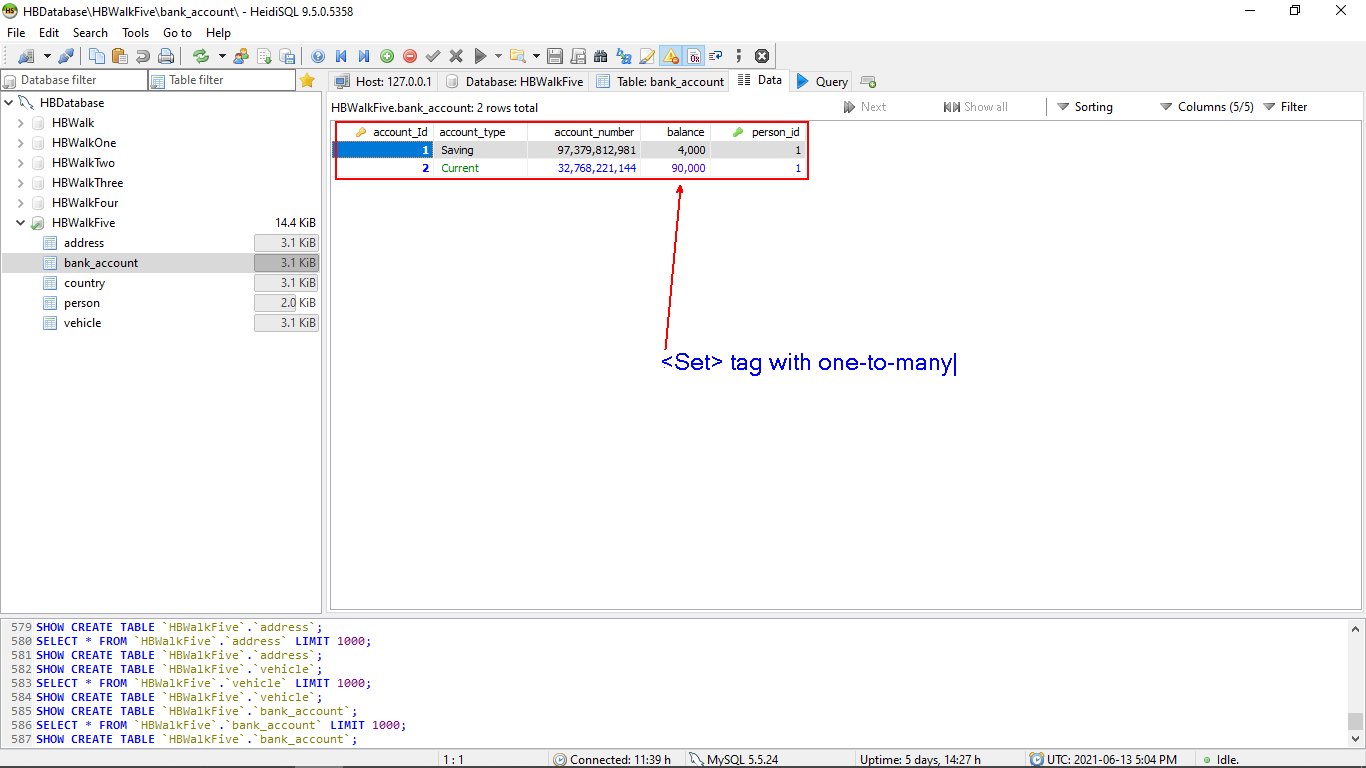 HBDatabase\HBWalkFive\bank_account\ - HeidiSQL 9.5.0.5358
File Edit Search Tools Go to Help
Database filter Table filter Host: 127.0.0.1 Database: HBWalkFive Table: bank_account Data Query
HBDatabase
HBWalk
HBWalkOne
HBWalkTwo
HBWalkThree
HBWalkFour
HBWalkFive 14.4 KiB
address 3.1 KiB
bank_account 3.1 KiB
country 3.1 KiB
person 2.0 KiB
vehicle 3.1 KiB
HBWalkFive.bank_account: 2 rows total Next Show all Sorting Columns (5/5) Filter
account_Id account_type account_number balance person_id
1 Saving 97,379,812,981 4,000 1
2 Current 32,768,221,144 90,000 1
<Set> tag with one-to-many
579 SHOW CREATE TABLE `HBWalkFive`.`address`;
580 SELECT * FROM `HBWalkFive`.`address` LIMIT 1000;
581 SHOW CREATE TABLE `HBWalkFive`.`address`;
582 SHOW CREATE TABLE `HBWalkFive`.`vehicle`;
583 SELECT * FROM `HBWalkFive`.`vehicle` LIMIT 1000;
584 SHOW CREATE TABLE `HBWalkFive`.`vehicle`;
585 SHOW CREATE TABLE `HBWalkFive`.`bank_account`;
586 SELECT * FROM `HBWalkFive`.`bank_account` LIMIT 1000;
587 SHOW CREATE TABLE `HBWalkFive`.`bank_account`;
1 : 1 Connected: 11:39 h MySQL 5.5.24 Uptime: 5 days, 14:27 h UTC: 2021-06-13 5:04 PM Idle.